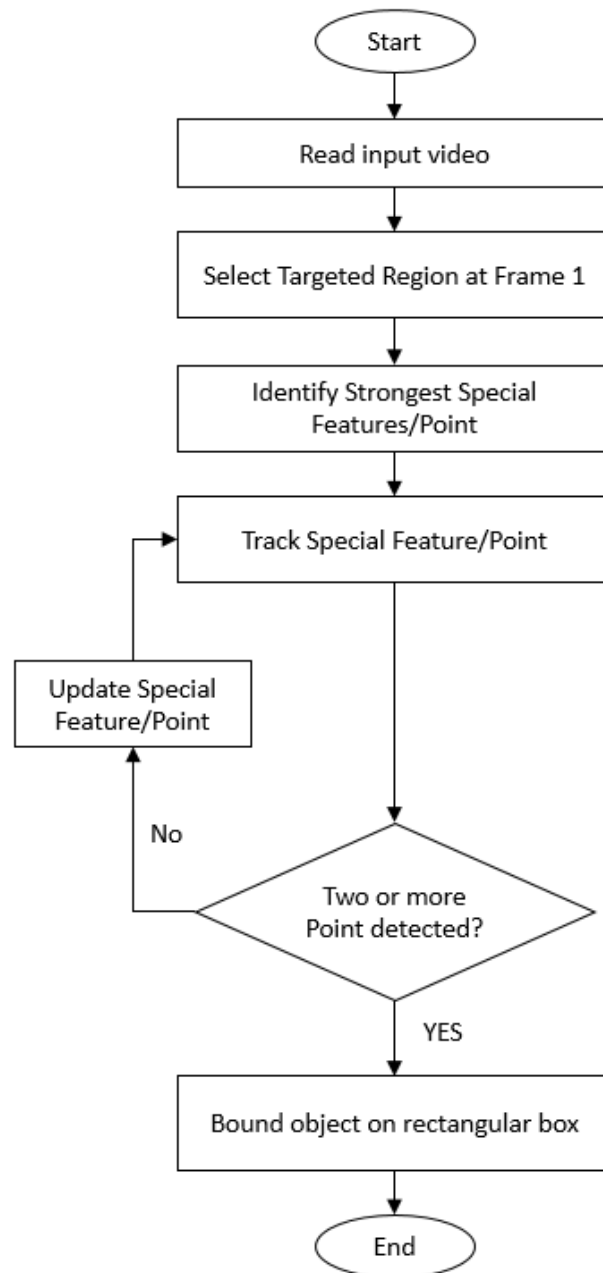 Start
Read input video
Select Targeted Region at Frame 1
Identify Strongest Special
Features/Point
Track Special Feature/Point
Update Special
Feature/Point
No
Two or more
Point detected?
YES
Bound object on rectangular box
End